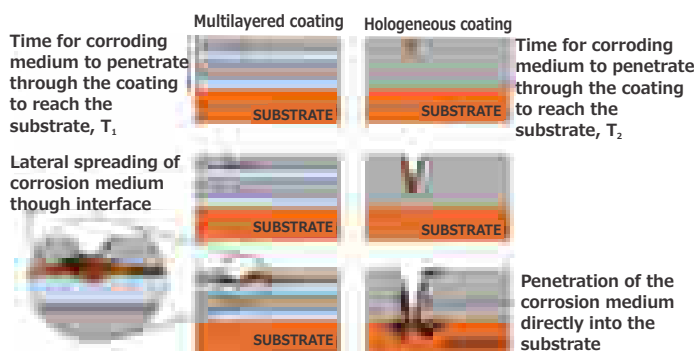 Multilayered coating
Hologeneous coating
Time for corroding
medium to penetrate
through the coating
to reach the
substrate, T₁
Time for corroding
medium to penetrate
through the coating
to reach the
substrate, T₂
SUBSTRATE
SUBSTRATE
Lateral spreading of
corrosion medium
though interface
SUBSTRATE
SUBSTRATE
Penetration of the
corrosion medium
directly into the
substrate
SUBSTRATE
SUBSTRATE